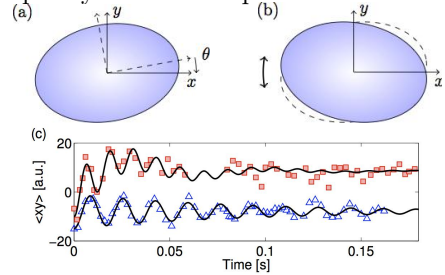 (a)
y
θ
x
(b)
y
x
(c)
20
0
−20
<xy> [a.u.]
0
0.05
0.1
0.15
Time [s]